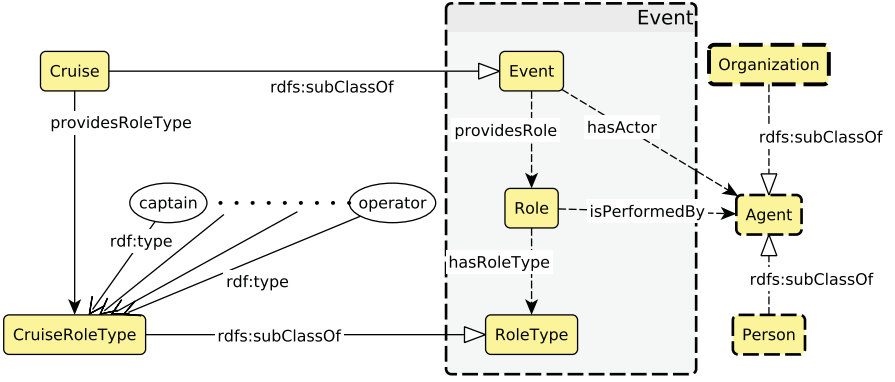 Event
Organization
Cruise
Event
rdfs:subClassOf
providesRoleType
providesRole
hasActor
rdfs:subClassOf
captain
operator
Role
isPerformedBy
Agent
rdf:type
hasRoleType
rdf:type
rdfs:subClassOf
CruiseRoleType
rdfs:subClassOf
RoleType
Person